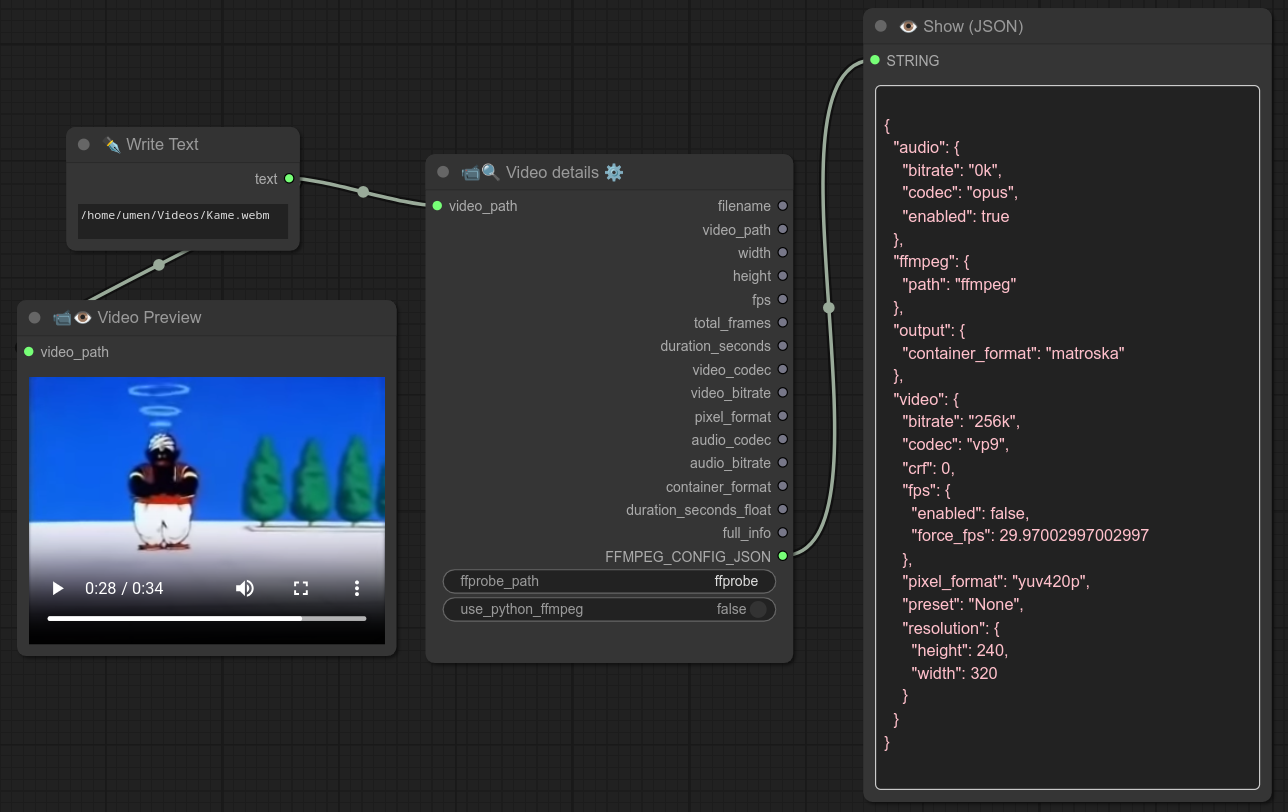 Write Text
text
/home/umen/Videos/Kame.webm
Video Preview
video_path
0:28 / 0:34
Video details
video_path
filename
video_path
width
height
fps
total_frames
duration_seconds
video_codec
video_bitrate
pixel_format
audio_codec
audio_bitrate
container_format
duration_seconds_float
full_info
FFMPEG_CONFIG_JSON
ffprobe_path ffprobe
use_python_ffmpeg false
Show (JSON)
STRING
{
"audio": {
"bitrate": "0k",
"codec": "opus",
"enabled": true
},
"ffmpeg": {
"path": "ffmpeg"
},
"output": {
"container_format": "matroska"
},
"video": {
"bitrate": "256k",
"codec": "vp9",
"crf": 0,
"fps": {
"enabled": false,
"force_fps": 29.97002997002997
},
"pixel_format": "yuv420p",
"preset": "None",
"resolution": {
"height": 240,
"width": 320
}
}
}